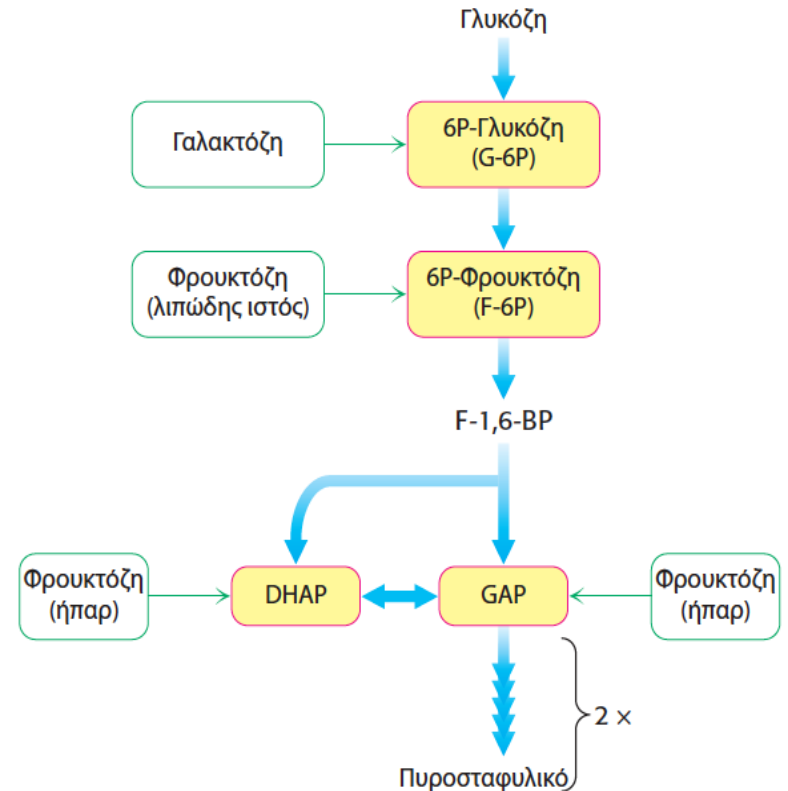 Γλυκόζη
Γαλακτόζη
6P-Γλυκόζη
(G-6P)
Φρουκτόζη
(λιπώδης ιστός)
6P-Φρουκτόζη
(F-6P)
F-1,6-BP
Φρουκτόζη
(ήπαρ)
DHAP
GAP
Φρουκτόζη
(ήπαρ)
2 ×
Πυροσταφυλικό